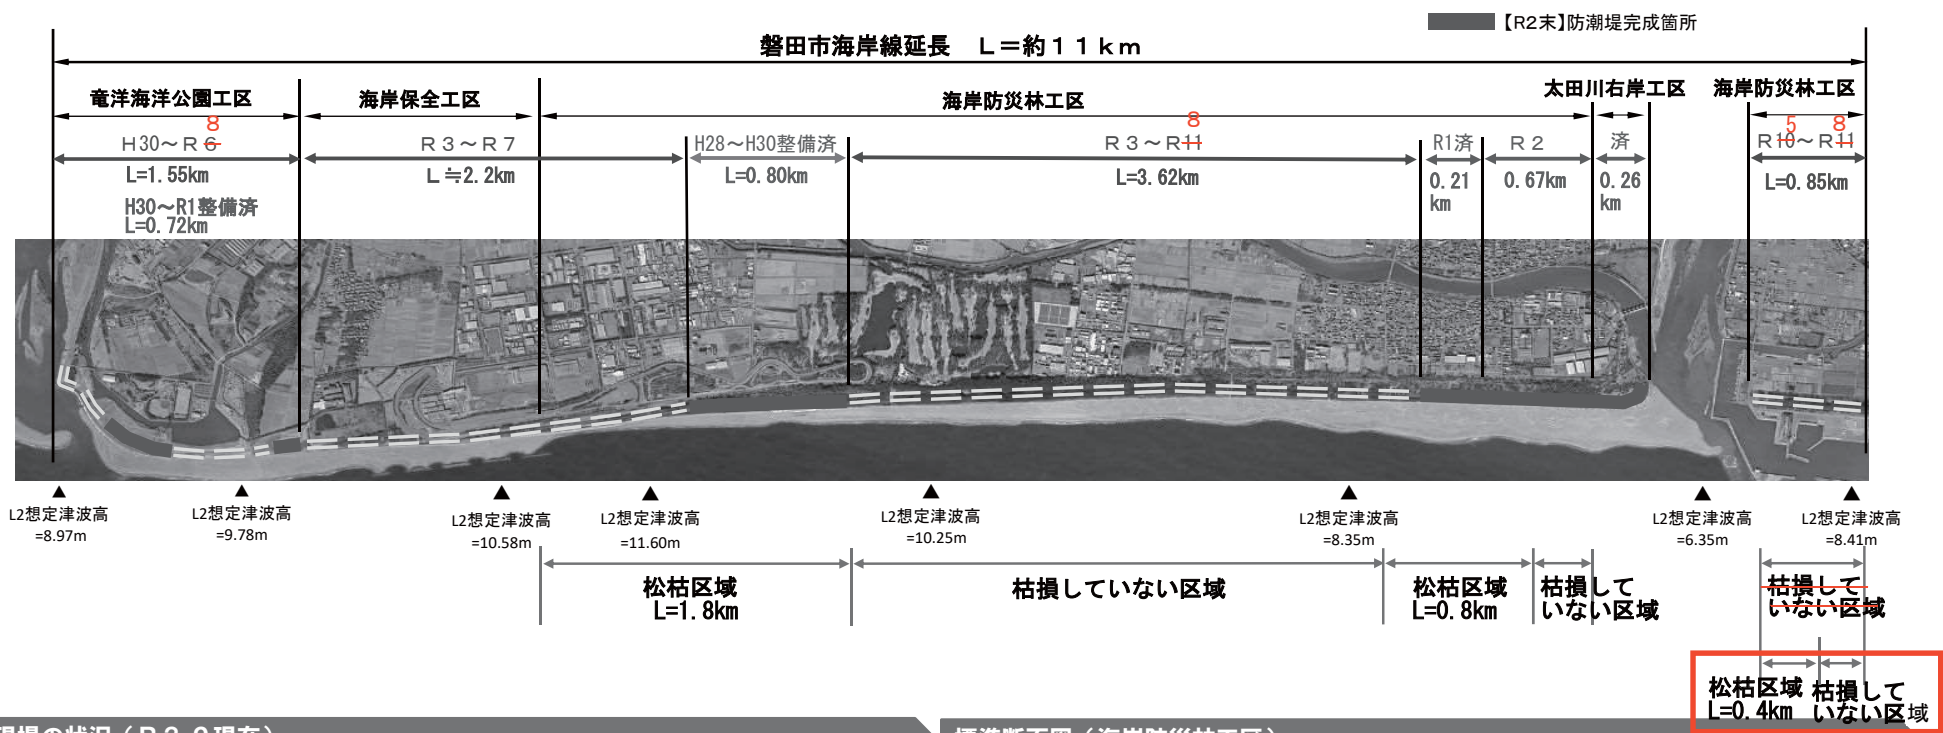 【R2末】防潮堤完成箇所
磐田市海岸線延長　L＝約11km
竜洋海洋公園工区
海岸保全工区
海岸防災林工区
太田川右岸工区
海岸防災林工区
8
H30～R6
R3～R7
H28～H30整備済
8
R3～R11
R1済
R2
済
5 8
R10～R11
L=1.55km
L≒2.2km
L=0.80km
L=3.62km
0.21
km
0.67km
0.26
km
L=0.85km
H30～R1整備済
L=0.72km
L2想定津波高
=8.97m
L2想定津波高
=9.78m
L2想定津波高
=10.58m
L2想定津波高
=11.60m
L2想定津波高
=10.25m
L2想定津波高
=8.35m
L2想定津波高
=6.35m
L2想定津波高
=8.41m
松枯区域
L=1.8km
枯損していない区域
松枯区域
L=0.8km
枯損して
いない区域
枯損して
いない区域
松枯区域
L=0.4km
枯損して
いない区域
標準断面図（海岸防災林工区）